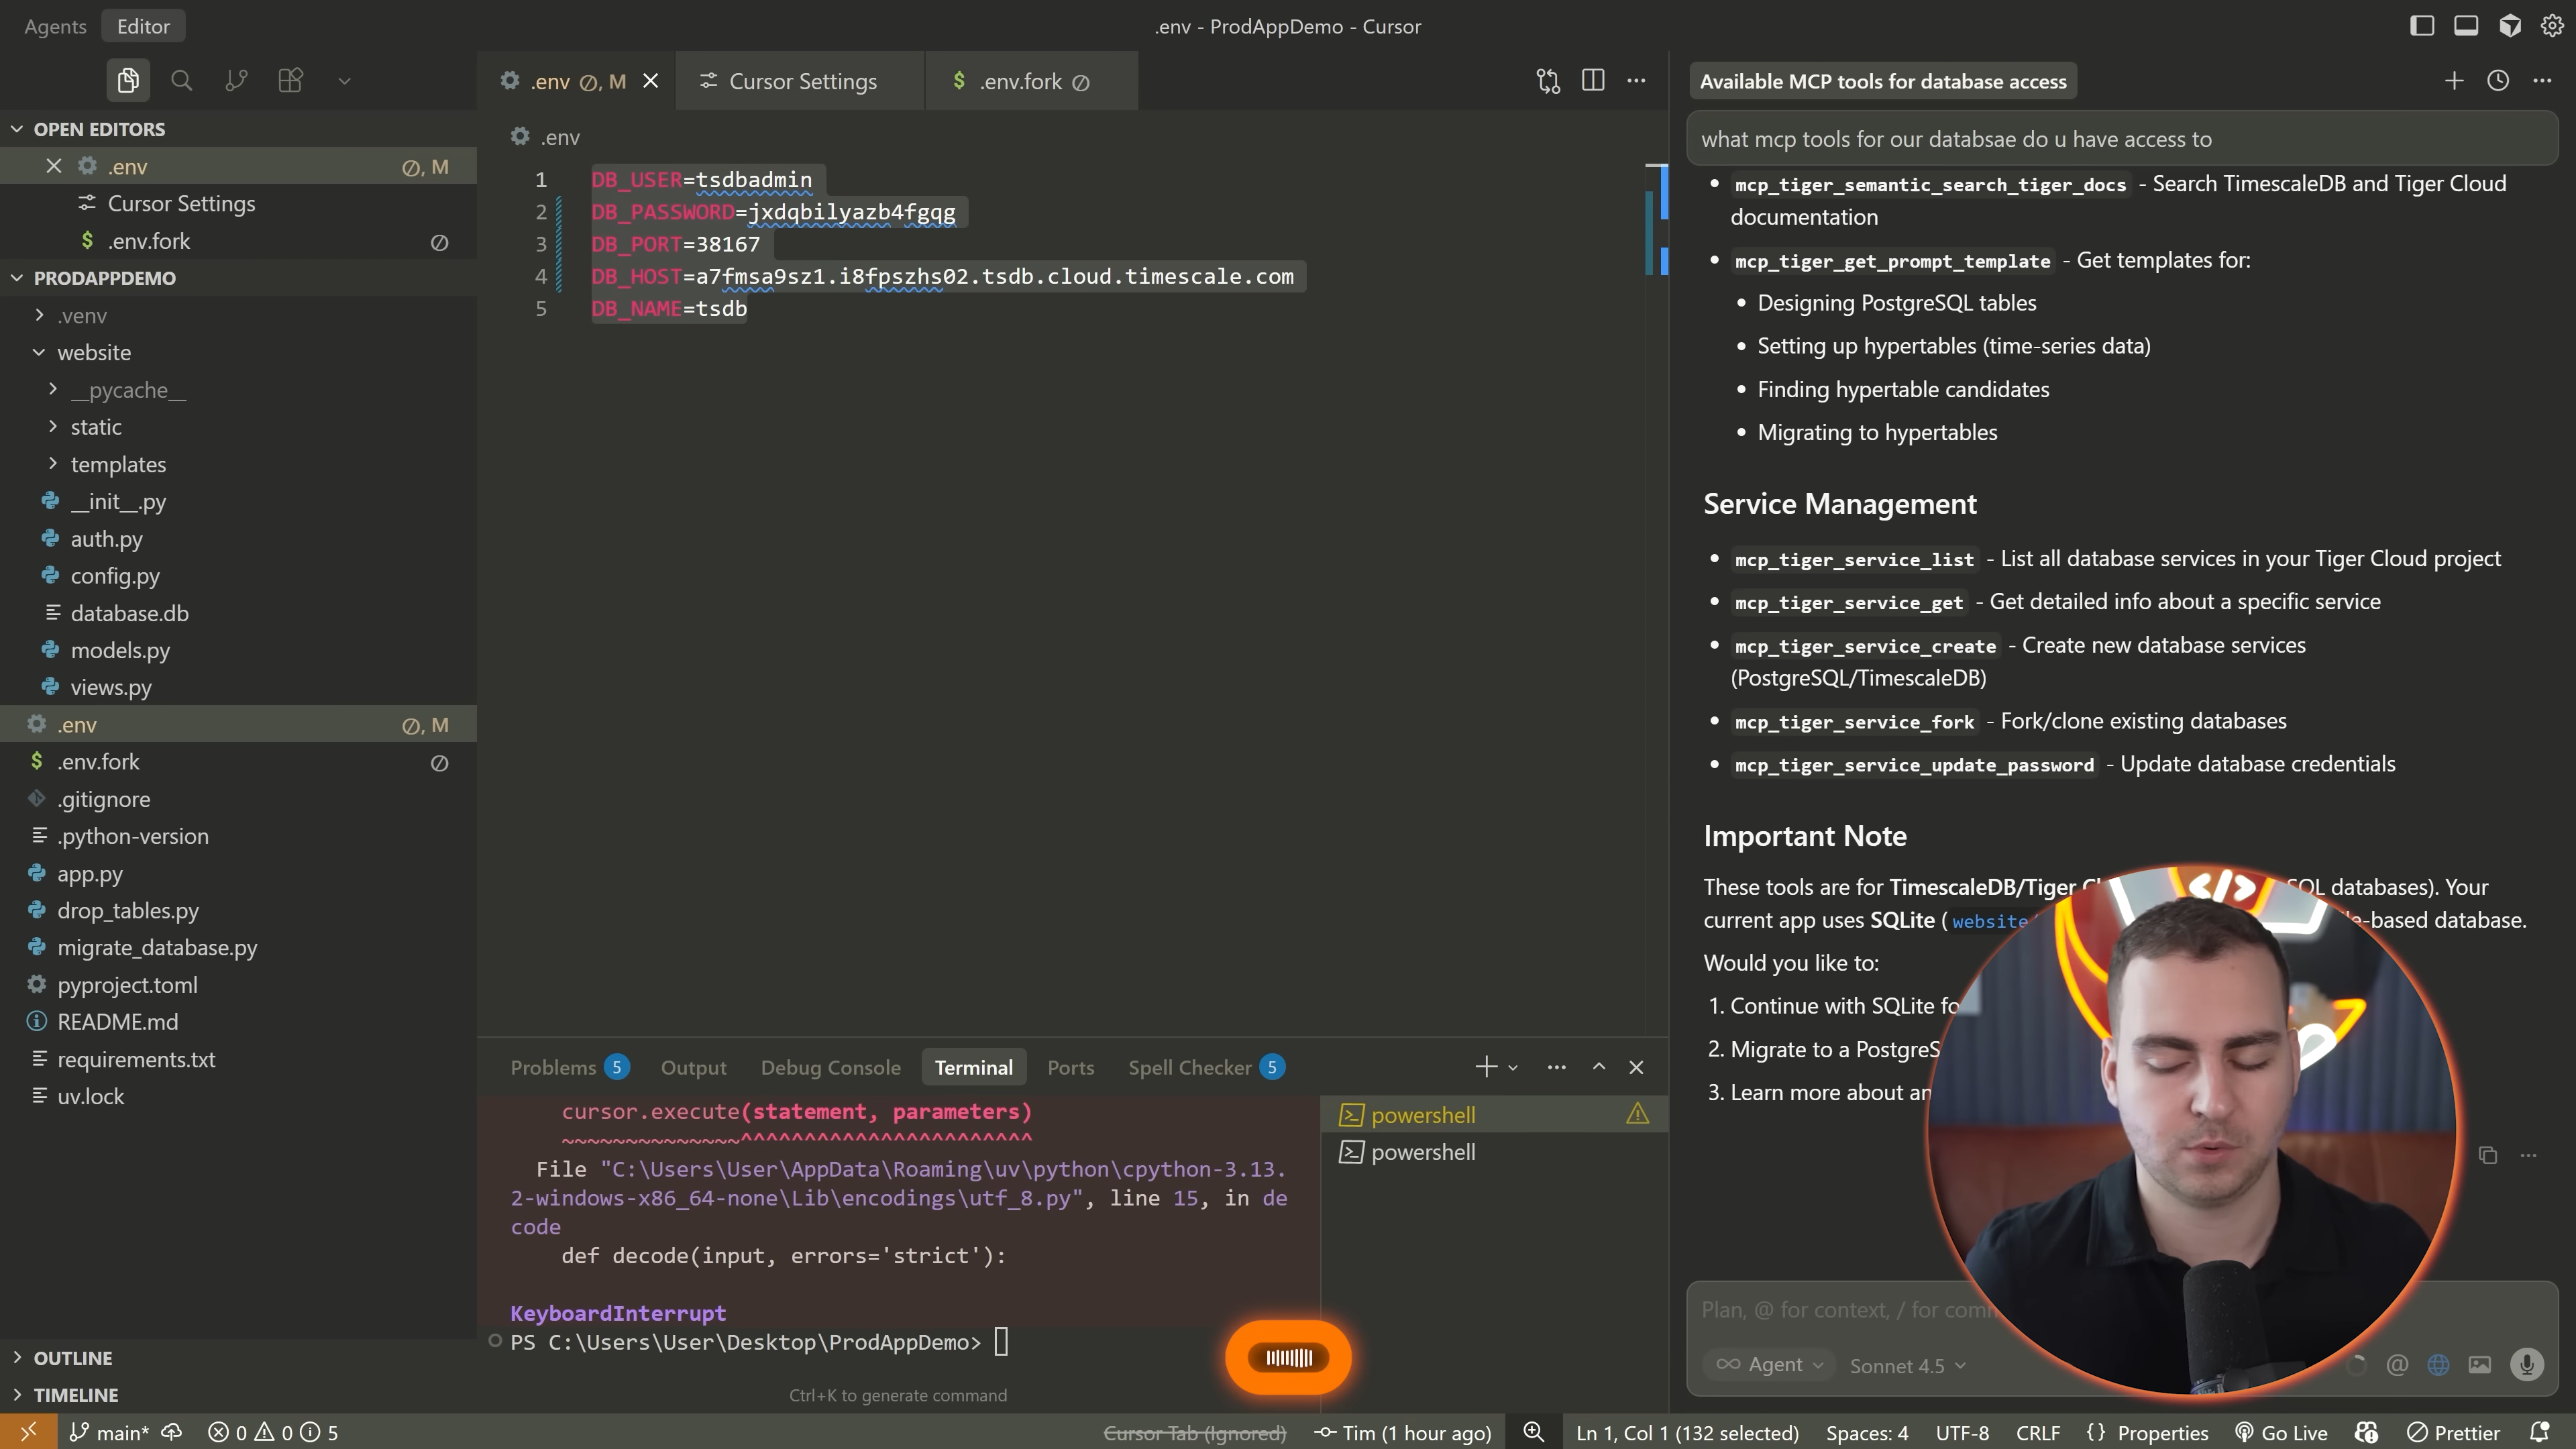 Agents Editor
.env - ProdAppDemo - Cursor
OPEN EDITORS
.env M
Cursor Settings
.env.fork
PRODAPPDEMO
.venv
website
__pycache__
static
templates
__init__.py
auth.py
config.py
database.db
models.py
views.py
.env M
.env.fork
.gitignore
.python-version
app.py
drop_tables.py
migrate_database.py
pyproject.toml
README.md
requirements.txt
uv.lock
OUTLINE
TIMELINE
.env , M Cursor Settings .env.fork
.env
1 DB_USER=tsdbadmin
2 DB_PASSWORD=jxdqbilyazb4fgqg
3 DB_PORT=38167
4 DB_HOST=a7fmsa9sz1.i8fpszhs02.tsdb.cloud.timescale.com
5 DB_NAME=tsdb
Problems 5 Output Debug Console Terminal Ports Spell Checker 5
cursor.execute(statement, parameters)
~~~~~~~~~~~~~~^^^^^^^^^^^^^^^^^^^^^^^
File "C:\Users\User\AppData\Roaming\uv\python\cpython-3.13.
2-windows-x86_64-none\Lib\encodings\utf_8.py", line 15, in de
code
def decode(input, errors='strict'):
KeyboardInterrupt
PS C:\Users\User\Desktop\ProdAppDemo>
Ctrl+K to generate command
powershell
powershell
Available MCP tools for database access
what mcp tools for our databsae do u have access to
mcp_tiger_semantic_search_tiger_docs - Search TimescaleDB and Tiger Cloud
documentation
mcp_tiger_get_prompt_template - Get templates for:
Designing PostgreSQL tables
Setting up hypertables (time-series data)
Finding hypertable candidates
Migrating to hypertables
Service Management
mcp_tiger_service_list - List all database services in your Tiger Cloud project
mcp_tiger_service_get - Get detailed info about a specific service
mcp_tiger_service_create - Create new database services
(PostgreSQL/TimescaleDB)
mcp_tiger_service_fork - Fork/clone existing databases
mcp_tiger_service_update_password - Update database credentials
Important Note
These tools are for TimescaleDB/Tiger SQL databases). Your
current app uses SQLite (website -based database.
Would you like to:
1. Continue with SQLite
2. Migrate to a
3. Learn more about
</>
Plan, @ for context, / for
Agent Sonnet 4.5
main* 0 0 5
Cursor Tab (Ignored) Tim (1 hour ago) Ln 1, Col 1 (132 selected) Spaces: 4 UTF-8 CRLF {} Properties Go Live Prettier